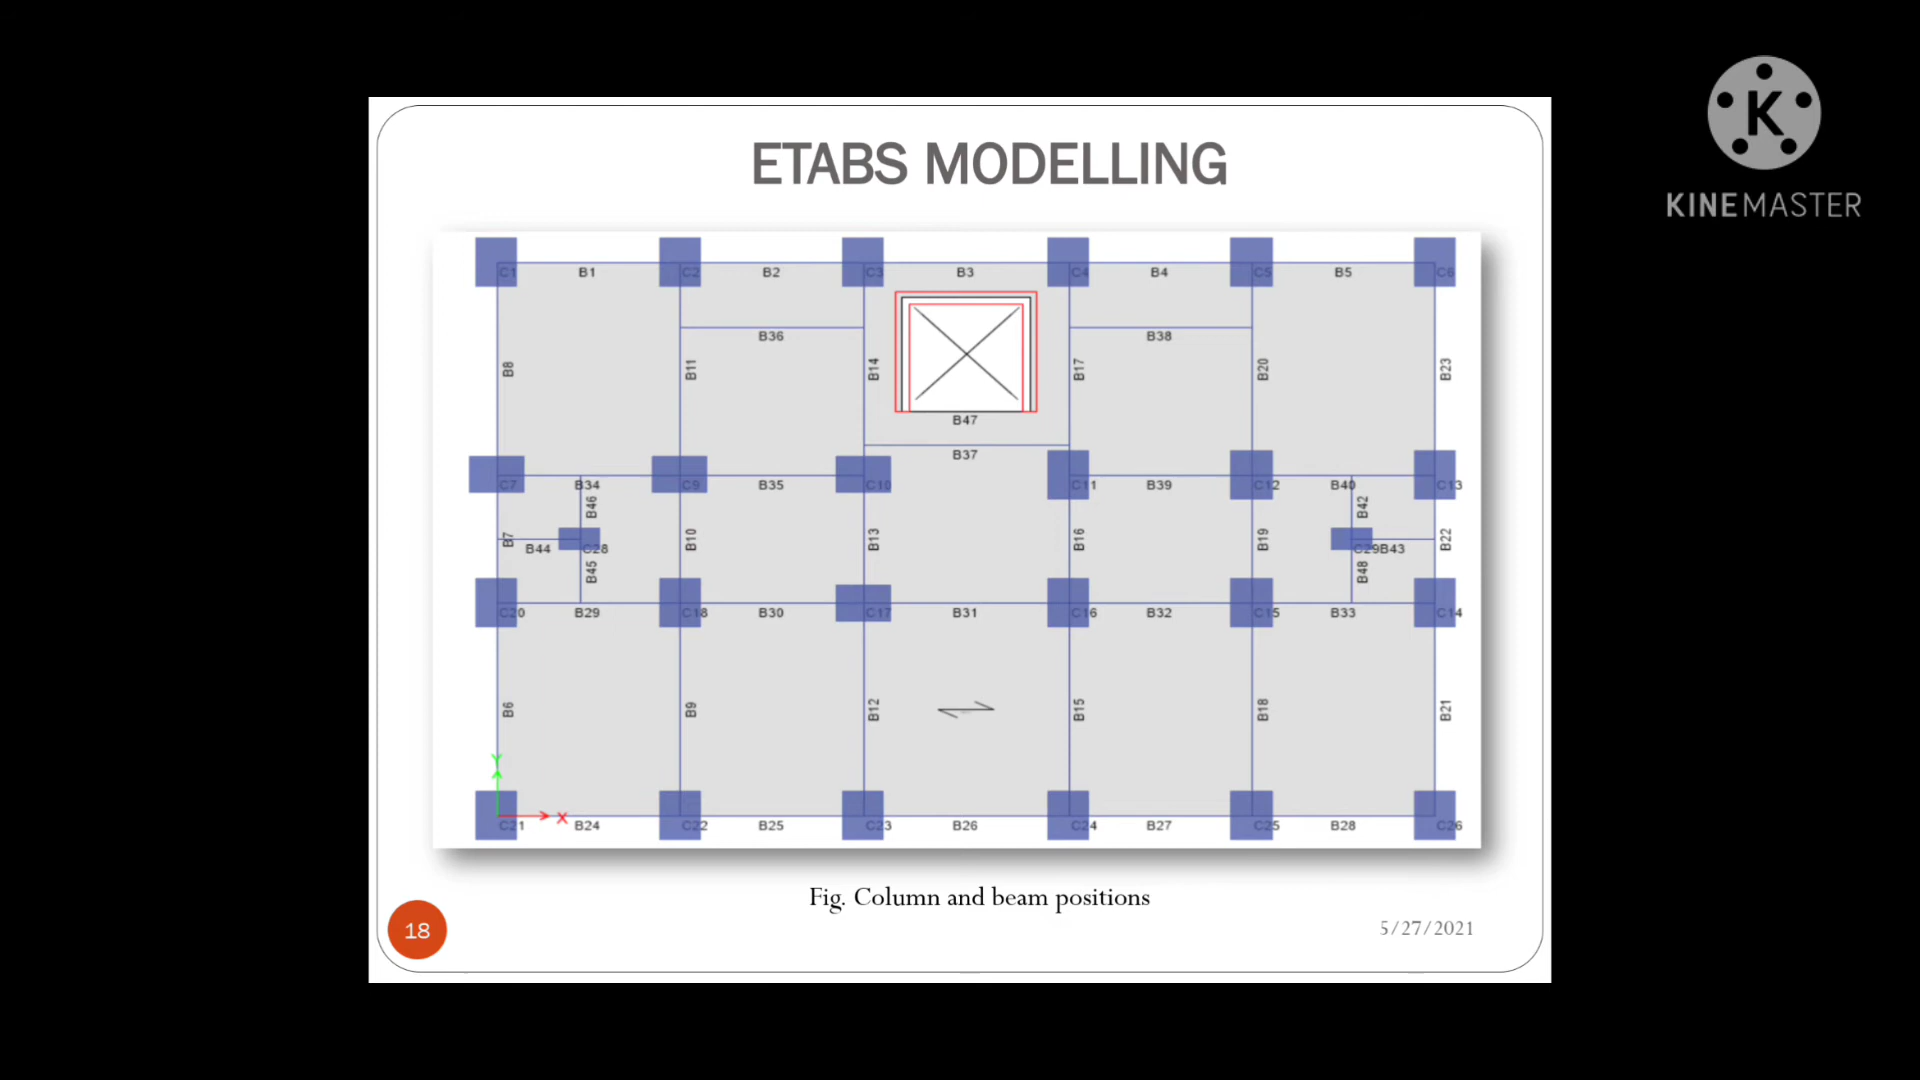 KINEMASTER
ETABS MODELLING
C1 B1 C2 B2 C3 B3 C4 B4 C5 B5 C6
B36 B38
B8 B11 B14 B17 B20 B23
B47
B37
C7 B34 C9 B35 C10 C11 B39 C12 B40 C13
B46 B42
B7 B10 B13 B16 B19 B22
B44 C28 C29 B43
B45 B48
C20 B29 C18 B30 C17 B31 C16 B32 C15 B33 C14
B6 B9 B12 B15 B18 B21
Y
X
C21 B24 C22 B25 C23 B26 C24 B27 C25 B28 C26
Fig. Column and beam positions
18
5/27/2021